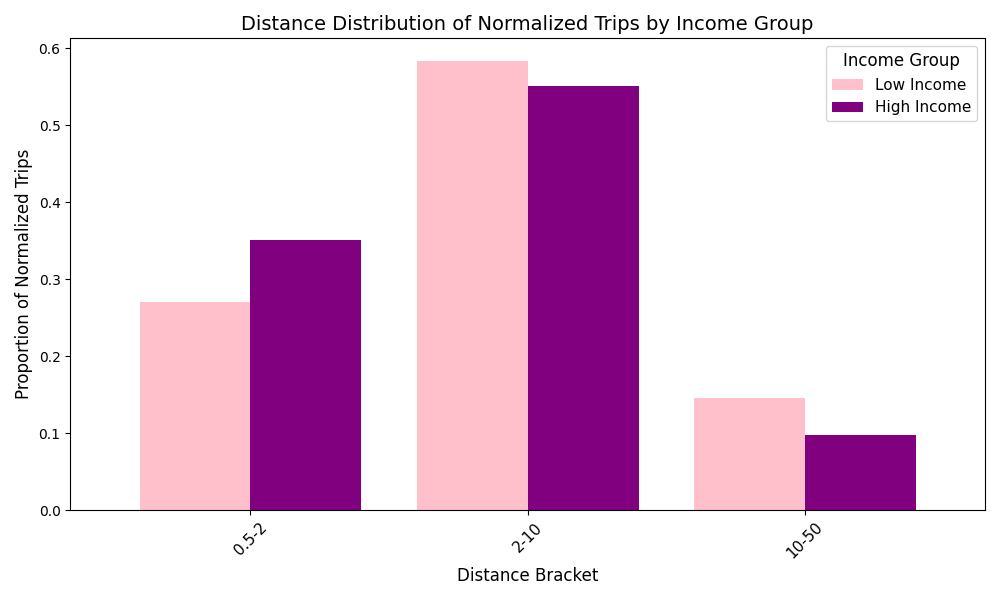 Distance Distribution of Normalized Trips by Income Group
Income Group
Low Income
High Income
Proportion of Normalized Trips
0.6
0.5
0.4
0.3
0.2
0.1
0.0
0.5-2
2-10
10-50
Distance Bracket